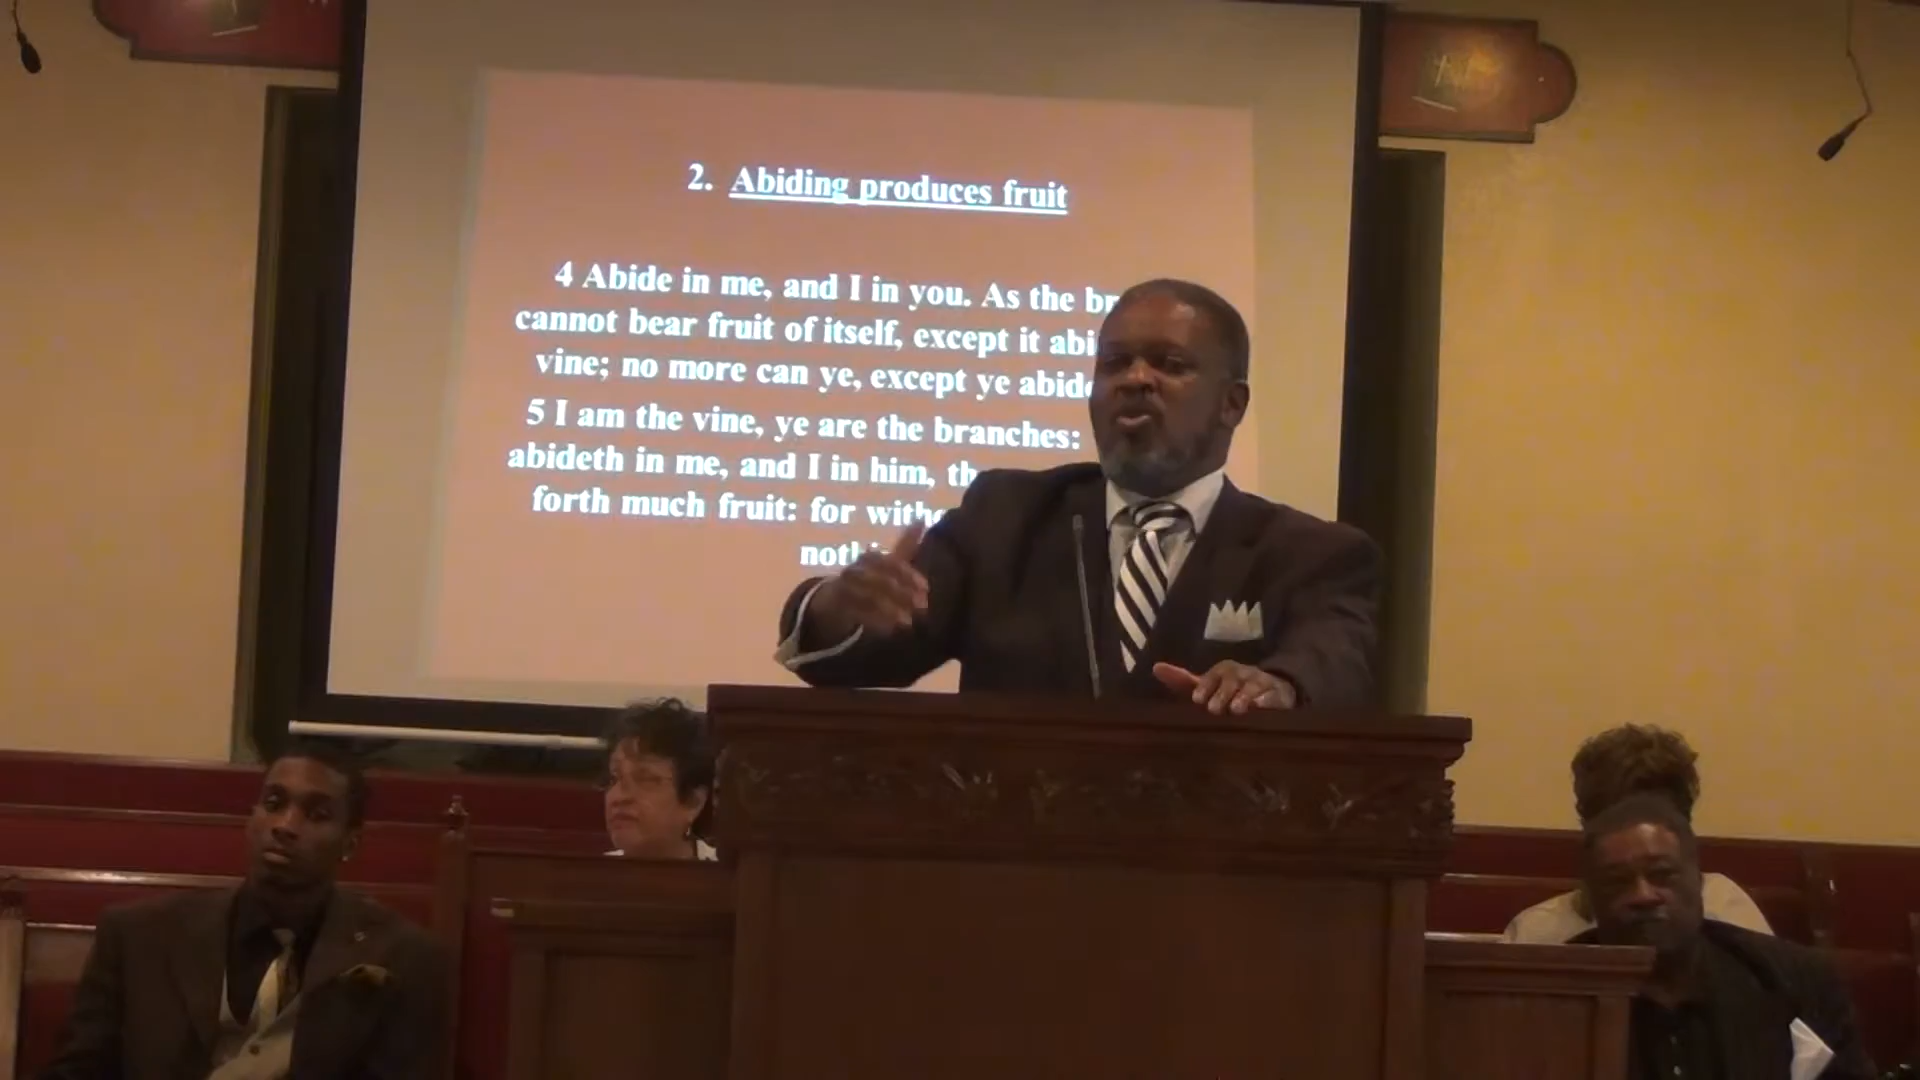 2. Abiding produces fruit
4 Abide in me, and I in you. As the
cannot bear fruit of itself, except it
vine; no more can ye, except ye
5 I am the vine, ye are the branches:
abideth in me, and I in him,
forth much fruit: for